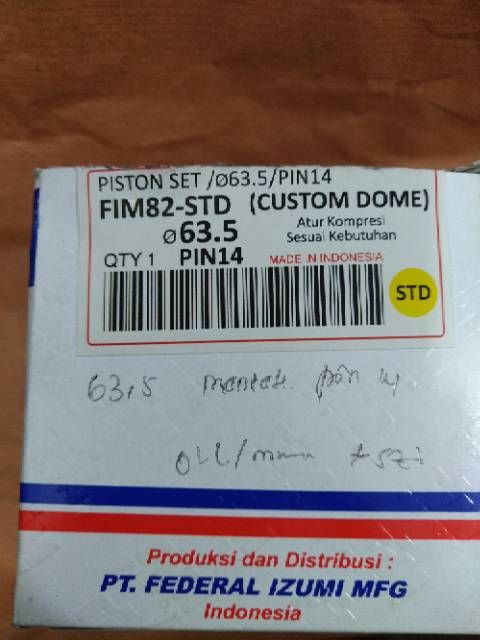 PISTON SET /Ø63.5/PIN14
FIM82-STD (CUSTOM DOME)
Ø 63.5 Atur Kompresi
Sesuai Kebutuhan
QTY 1 PIN14 MADE IN INDONESIA
STD
63,5
Produksi dan Distribusi :
PT. FEDERAL IZUMI MFG
Indonesia